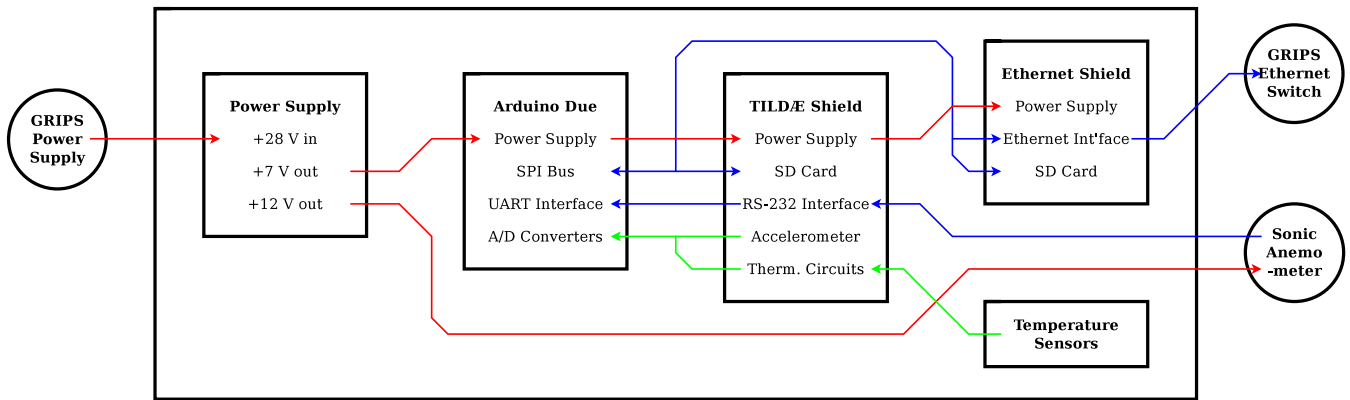 GRIPS
Power
Supply
Power Supply
+28 V in
+7 V out
+12 V out
Arduino Due
Power Supply
SPI Bus
UART Interface
A/D Converters
TILDÆ Shield
Power Supply
SD Card
RS-232 Interface
Accelerometer
Therm. Circuits
Ethernet Shield
Power Supply
Ethernet Int'face
SD Card
Temperature
Sensors
GRIPS
Ethernet
Switch
Sonic
Anemo
-meter